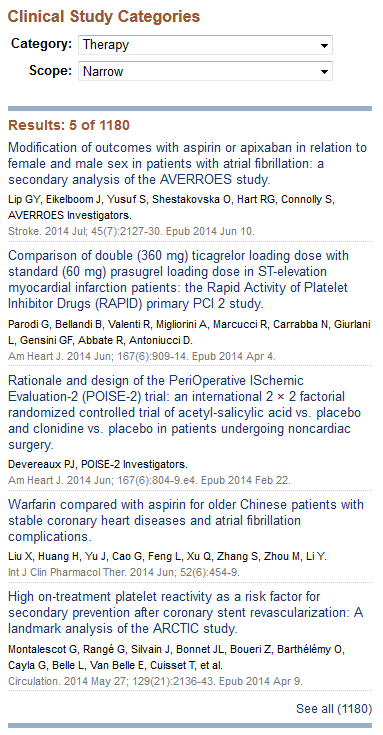 Clinical Study Categories
Category: Therapy
Scope: Narrow
Results: 5 of 1180
Modification of outcomes with aspirin or apixaban in relation to
female and male sex in patients with atrial fibrillation: a
secondary analysis of the AVERROES study.
Lip GY, Eikelboom J, Yusuf S, Shestakovska O, Hart RG, Connolly S,
AVERROES Investigators.
Stroke. 2014 Jul; 45(7):2127-30. Epub 2014 Jun 10.
Comparison of double (360 mg) ticagrelor loading dose with
standard (60 mg) prasugrel loading dose in ST-elevation
myocardial infarction patients: the Rapid Activity of Platelet
Inhibitor Drugs (RAPID) primary PCI 2 study.
Parodi G, Bellandi B, Valenti R, Migliorini A, Marcucci R, Carrabba N, Giurlani
L, Gensini GF, Abbate R, Antoniucci D.
Am Heart J. 2014 Jun; 167(6):909-14. Epub 2014 Apr 4.
Rationale and design of the PeriOperative ISchemic
Evaluation-2 (POISE-2) trial: an international 2 × 2 factorial
randomized controlled trial of acetyl-salicylic acid vs. placebo
and clonidine vs. placebo in patients undergoing noncardiac
surgery.
Devereaux PJ, POISE-2 Investigators.
Am Heart J. 2014 Jun; 167(6):804-9.e4. Epub 2014 Feb 22.
Warfarin compared with aspirin for older Chinese patients with
stable coronary heart diseases and atrial fibrillation
complications.
Liu X, Huang H, Yu J, Cao G, Feng L, Xu Q, Zhang S, Zhou M, Li Y.
Int J Clin Pharmacol Ther. 2014 Jun; 52(6):454-9.
High on-treatment platelet reactivity as a risk factor for
secondary prevention after coronary stent revascularization: A
landmark analysis of the ARCTIC study.
Montalescot G, Rangé G, Silvain J, Bonnet JL, Boueri Z, Barthélémy O,
Cayla G, Belle L, Van Belle E, Cuisset T, et al.
Circulation. 2014 May 27; 129(21):2136-43. Epub 2014 Apr 9.
See all (1180)